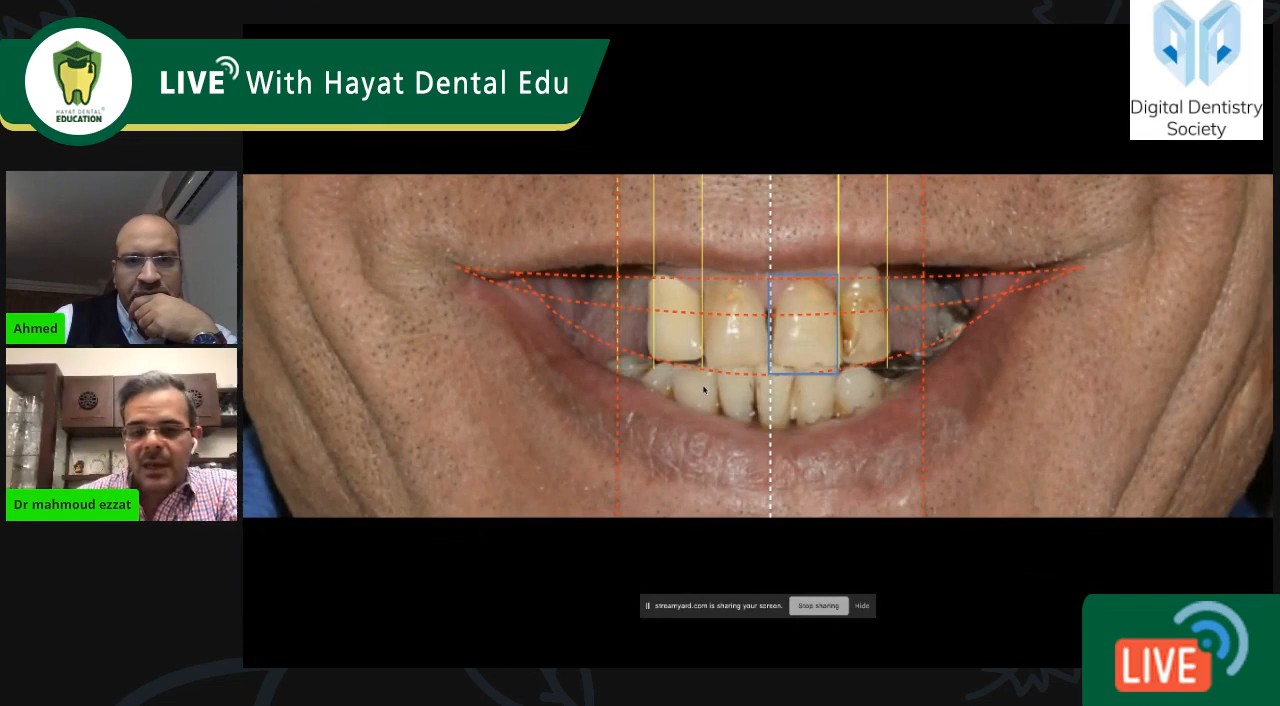 LIVE With Hayat Dental Edu
HAYAT DENTAL
EDUCATION
Digital Dentistry
Society
Ahmed
Dr mahmoud ezzat
streamyard.com is sharing your screen.
Stop sharing
Hide
LIVE